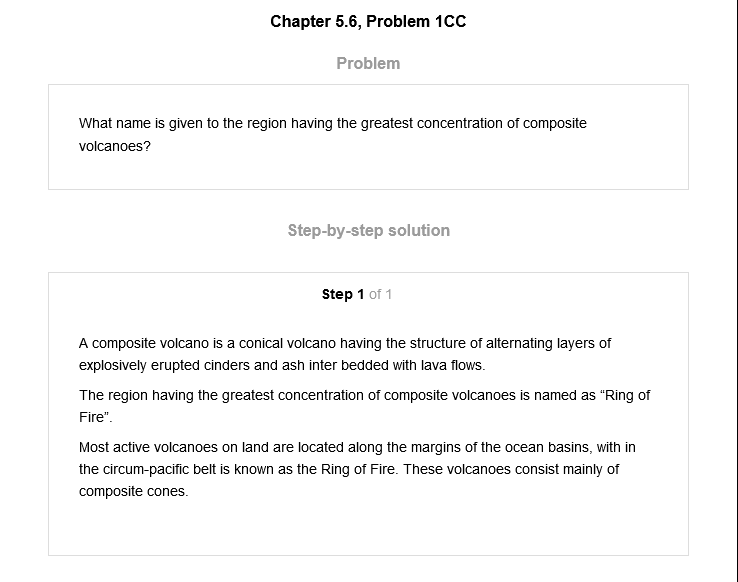 Chapter 5.6, Problem 1CC
Problem
What name is given to the region having the greatest concentration of composite
volcanoes?
Step-by-step solution
Step 1 of 1
A composite volcano is a conical volcano having the structure of alternating layers of
explosively erupted cinders and ash inter bedded with lava flows.
The region having the greatest concentration of composite volcanoes is named as “Ring of
Fire”.
Most active volcanoes on land are located along the margins of the ocean basins, with in
the circum-pacific belt is known as the Ring of Fire. These volcanoes consist mainly of
composite cones.